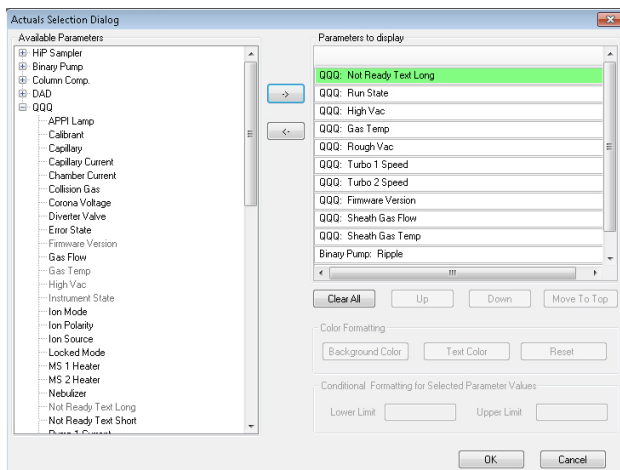 Actuals Selection Dialog
Available Parameters
HiP Sampler
Binary Pump
Column Comp.
DAD
QQQ
APPI Lamp
Calibrant
Capillary
Capillary Current
Chamber Current
Collision Gas
Corona Voltage
Diverter Valve
Error State
Firmware Version
Gas Flow
Gas Temp
High Vac
Instrument State
Ion Mode
Ion Polarity
Ion Source
Locked Mode
MS 1 Heater
MS 2 Heater
Nebulizer
Not Ready Text Long
Not Ready Text Short
Pump 1 Current
->
<-
Parameters to display
QQQ: Not Ready Text Long
QQQ: Run State
QQQ: High Vac
QQQ: Gas Temp
QQQ: Rough Vac
QQQ: Turbo 1 Speed
QQQ: Turbo 2 Speed
QQQ: Firmware Version
QQQ: Sheath Gas Flow
QQQ: Sheath Gas Temp
Binary Pump: Ripple
Clear All Up Down Move To Top
Color Formatting
Background Color Text Color Reset
Conditional Formatting for Selected Parameter Values
Lower Limit Upper Limit
OK Cancel